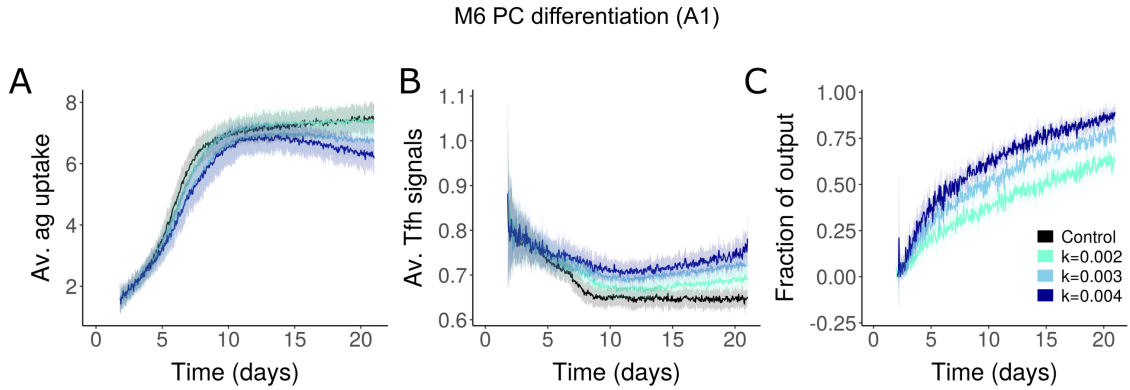 M6 PC differentiation (A1)
A
Av. ag uptake
8
6
4
2
0 5 10 15 20
Time (days)
B
Av. Tfh signals
1.1
1.0
0.9
0.8
0.7
0.6
0 5 10 15 20
Time (days)
C
Fraction of output
1.00
0.75
0.50
0.25
0.00
-0.25
0 5 10 15 20
Time (days)
Control
k=0.002
k=0.003
k=0.004